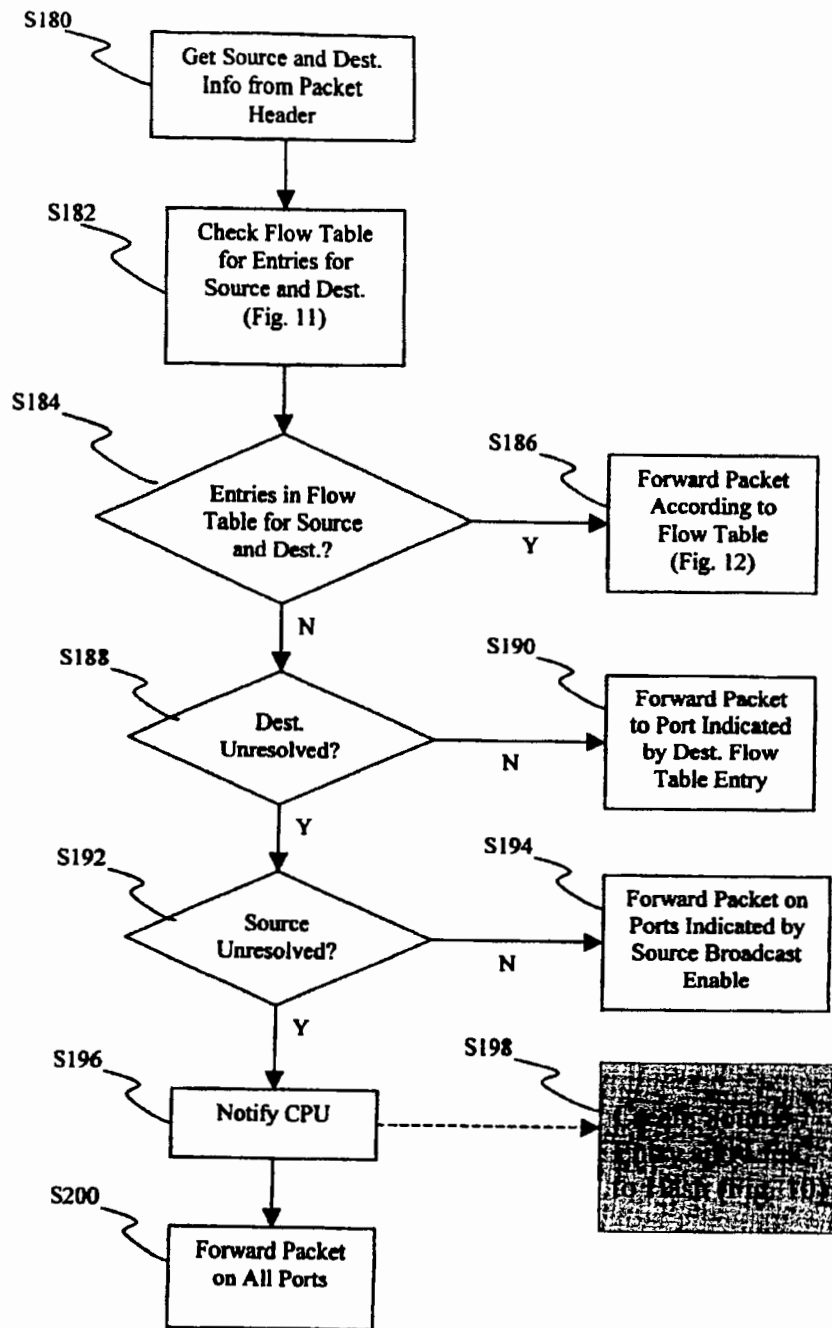 S180
Get Source and Dest.
Info from Packet
Header
S182
Check Flow Table
for Entries for
Source and Dest.
(Fig. 11)
S184
Entries in Flow
Table for Source
and Dest.?
Y
S186
Forward Packet
According to
Flow Table
(Fig. 12)
N
S188
Dest.
Unresolved?
N
S190
Forward Packet
to Port Indicated
by Dest. Flow
Table Entry
Y
S192
Source
Unresolved?
N
S194
Forward Packet on
Ports Indicated by
Source Broadcast
Enable
Y
S196
Notify CPU
S198
to Hash (Fig. 10)
S200
Forward Packet
on All Ports